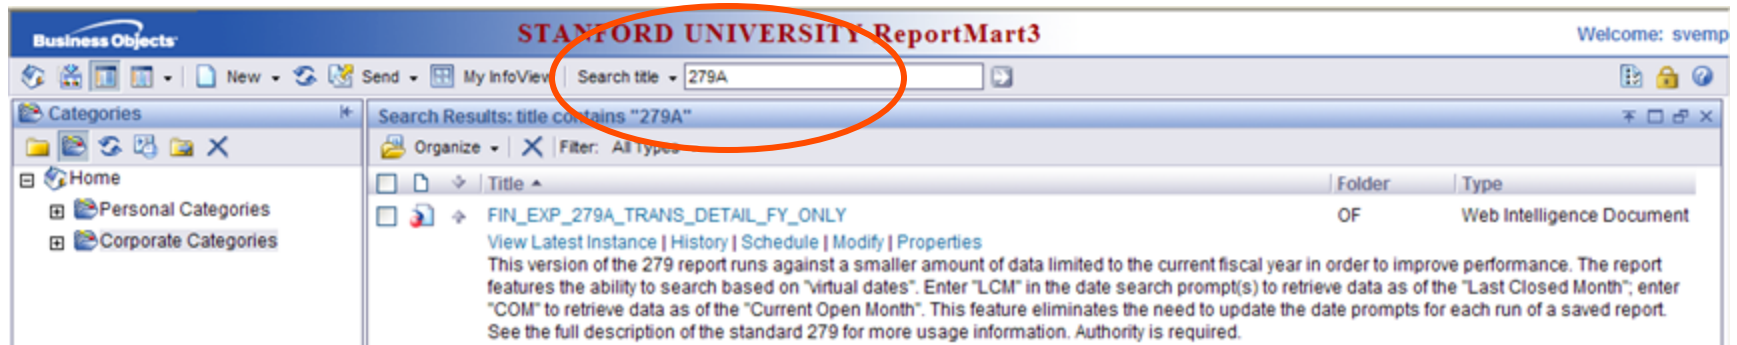 Business Objects
STANFORD UNIVERSITY ReportMart3
Welcome: svemp
New Send My InfoView Search title 279A
Categories
Search Results: title contains "279A"
Organize Filter: All Types
Home
Title Folder Type
Personal Categories
FIN_EXP_279A_TRANS_DETAIL_FY_ONLY OF Web Intelligence Document
Corporate Categories
View Latest Instance | History | Schedule | Modify | Properties
This version of the 279 report runs against a smaller amount of data limited to the current fiscal year in order to improve performance. The report
features the ability to search based on "virtual dates". Enter "LCM" in the date search prompt(s) to retrieve data as of the "Last Closed Month"; enter
"COM" to retrieve data as of the "Current Open Month". This feature eliminates the need to update the date prompts for each run of a saved report.
See the full description of the standard 279 for more usage information. Authority is required.